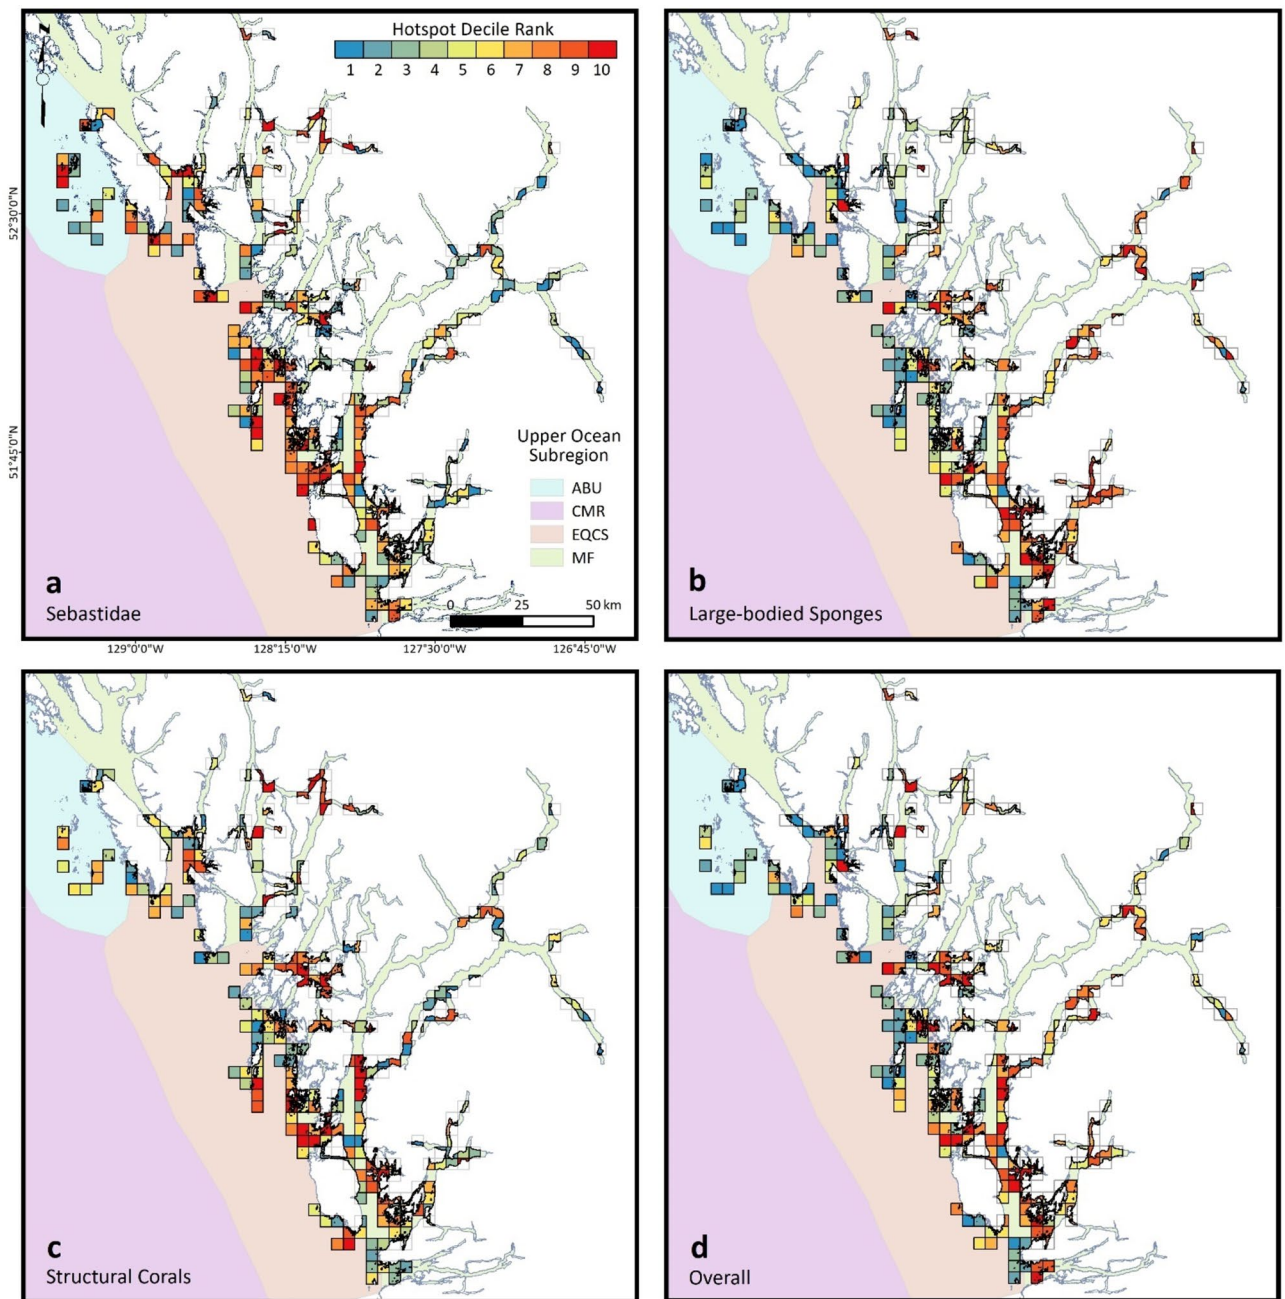 N
Hotspot Decile Rank
1 2 3 4 5 6 7 8 9 10
52°30'0"N
51°45'0"N
Upper Ocean
Subregion
ABU
CMR
EQCS
MF
a
Sebastidae
0 25 50 km
129°0'0"W 128°15'0"W 127°30'0"W 126°45'0"W
b
Large-bodied Sponges
c
Structural Corals
d
Overall